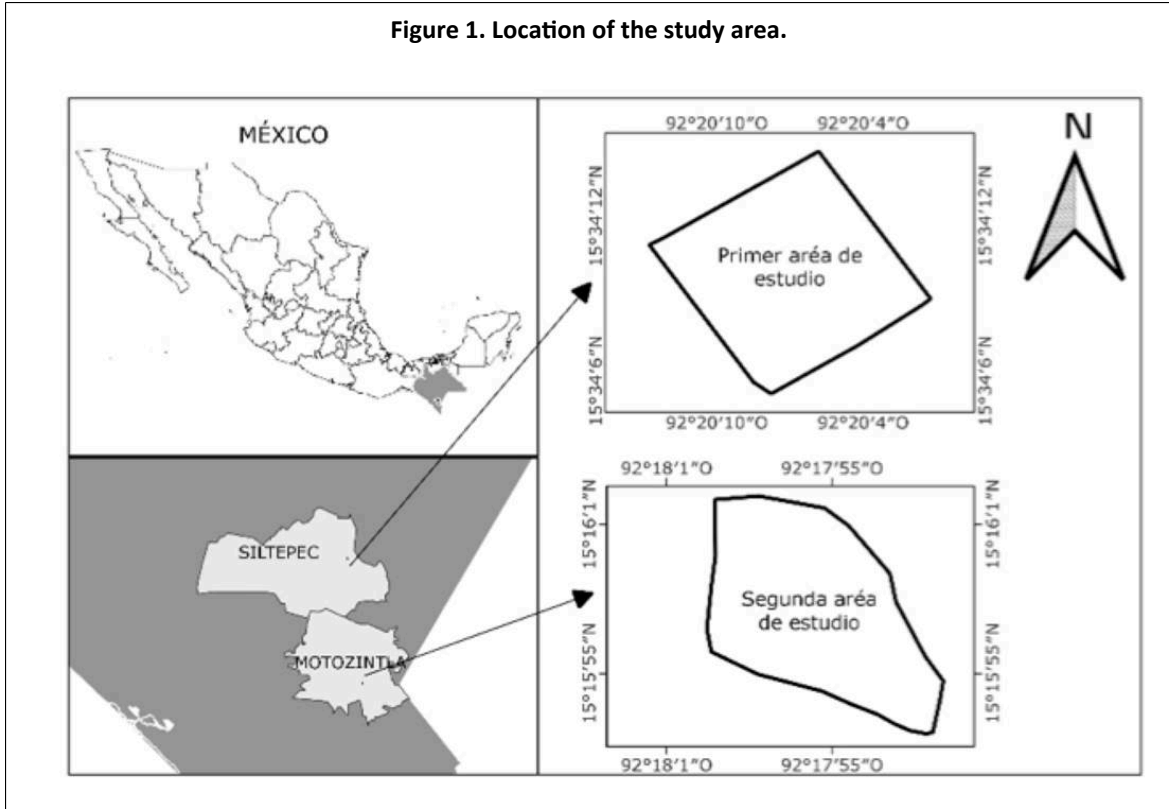 Figure 1. Location of the study area.
MÉXICO
SILTEPEC
MOTOZINTLA
92°20'10"O 92°20'4"O
15°34'12"N
15°34'6"N
Primer aréa de
estudio
15°34'12"N
15°34'6"N
92°20'10"O 92°20'4"O
N
92°18'1"O 92°17'55"O
15°16'1"N
15°15'55"N
Segunda aréa
de estudio
15°16'1"N
15°15'55"N
92°18'1"O 92°17'55"O